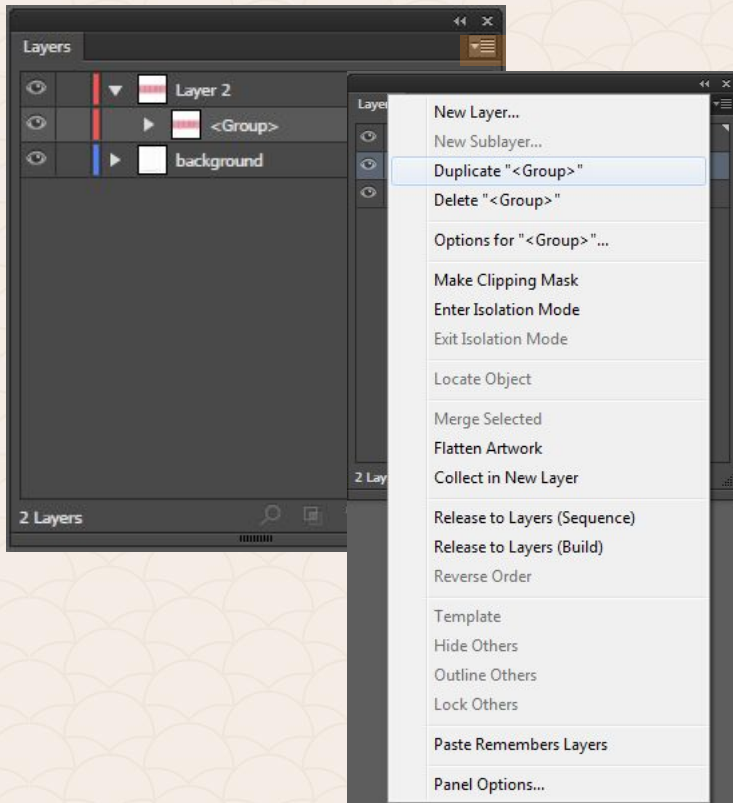 Layers
Layer 2
<Group>
background
2 Layers
Laye
2 Lay
New Layer...
New Sublayer...
Duplicate "<Group>"
Delete "<Group>"
Options for "<Group>"...
Make Clipping Mask
Enter Isolation Mode
Exit Isolation Mode
Locate Object
Merge Selected
Flatten Artwork
Collect in New Layer
Release to Layers (Sequence)
Release to Layers (Build)
Reverse Order
Template
Hide Others
Outline Others
Lock Others
Paste Remembers Layers
Panel Options...